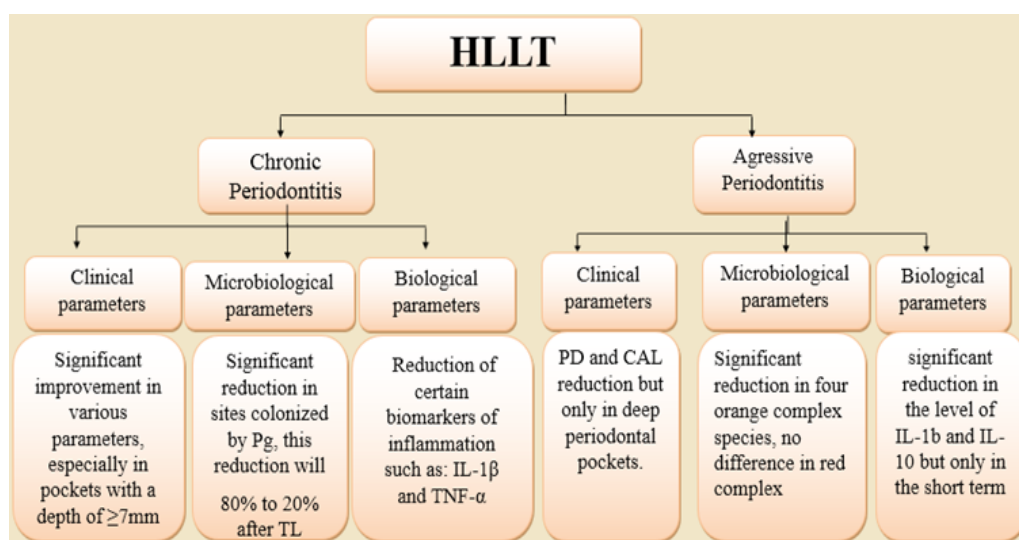 HLLT
Chronic
Periodontitis
Agressive
Periodontitis
Clinical
parameters
Microbiological
parameters
Biological
parameters
Clinical
parameters
Microbiological
parameters
Biological
parameters
Significant
improvement in
various
parameters,
especially in
pockets with a
depth of ≥7mm
Significant
reduction in
sites colonized
by Pg, this
reduction will
80% to 20%
after TL
Reduction of
certain
biomarkers of
inflammation
such as: IL-1β
and TNF-α
PD and CAL
reduction but
only in deep
periodontal
pockets.
Significant
reduction in four
orange complex
species, no
difference in red
complex
significant
reduction in
the level of
IL-1b and IL-
10 but only in
the short term